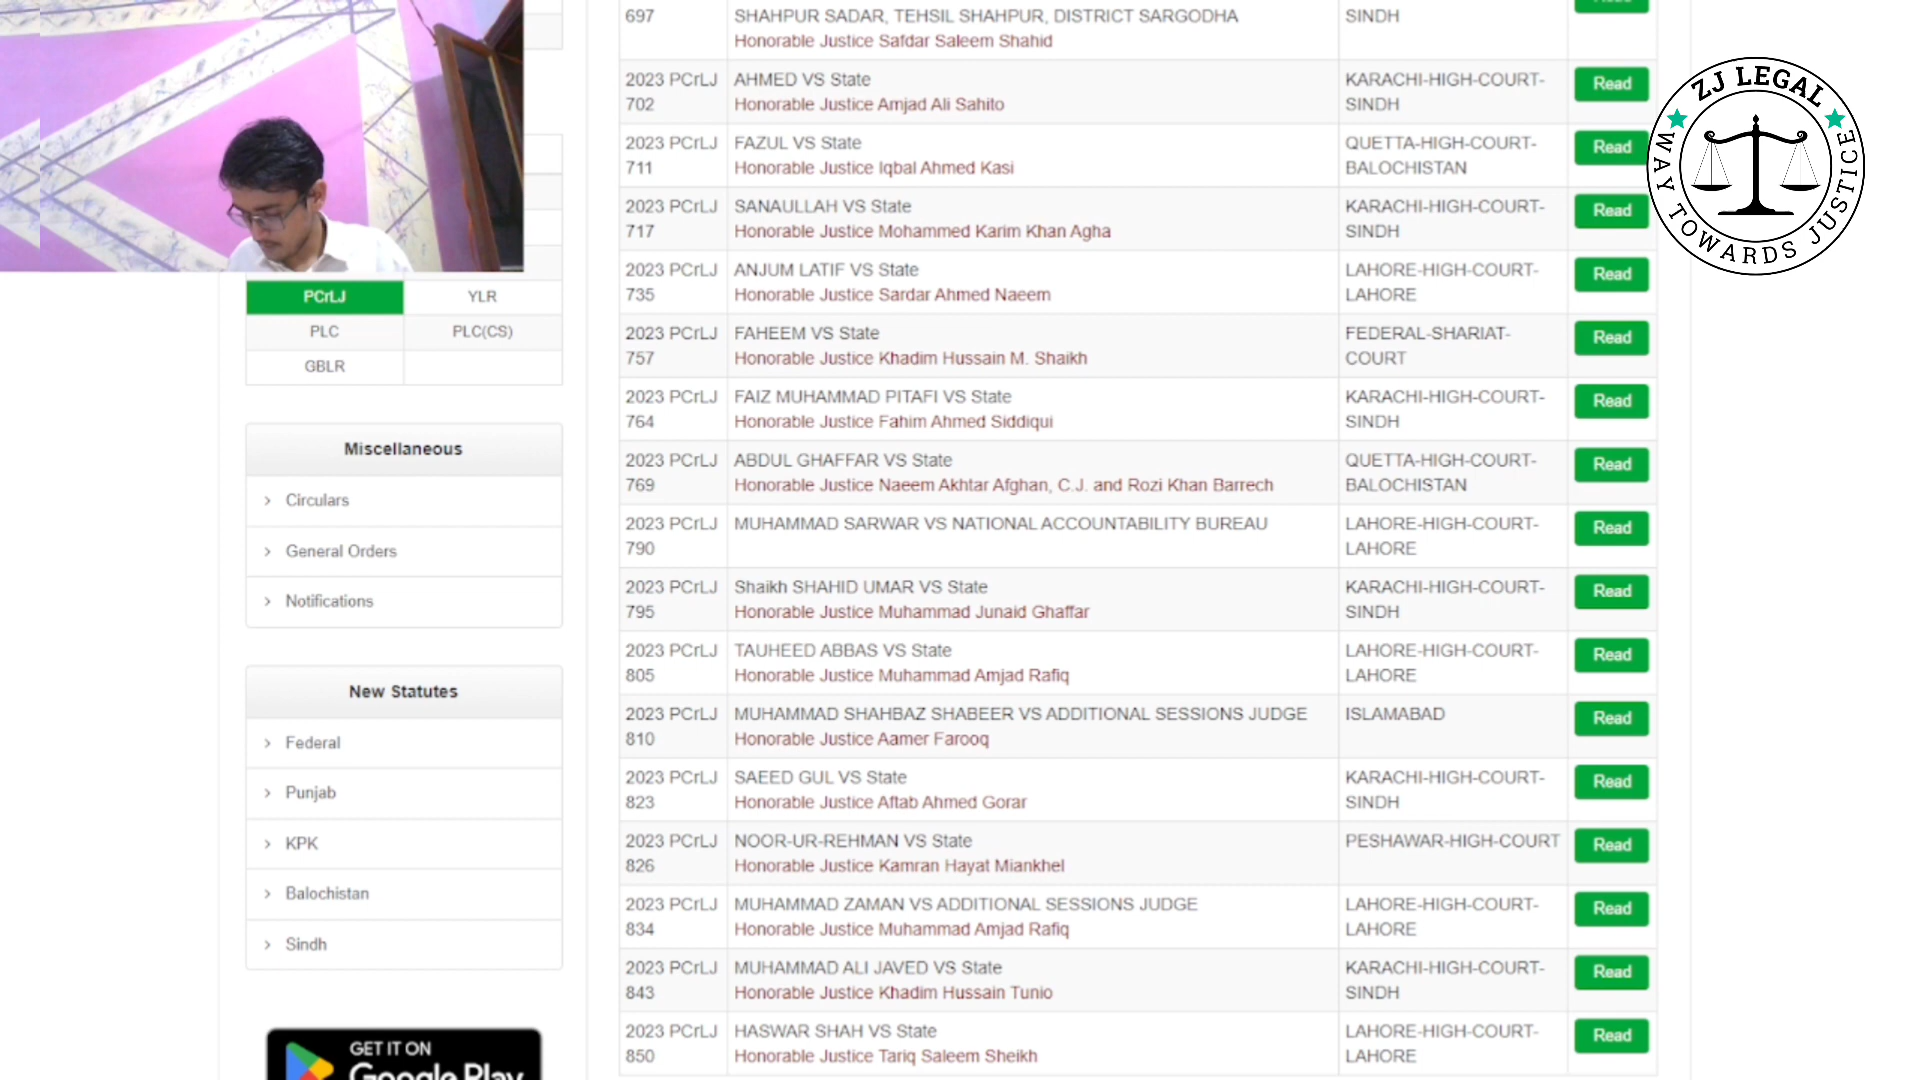 697
SHAHPUR SADAR, TEHSIL SHAHPUR, DISTRICT SARGODHA
SINDH
Honorable Justice Safdar Saleem Shahid
2023 PCrLJ
702
AHMED VS State
Honorable Justice Amjad Ali Sahito
KARACHI-HIGH-COURT-
SINDH
Read
2023 PCrLJ
711
FAZUL VS State
Honorable Justice Iqbal Ahmed Kasi
QUETTA-HIGH-COURT-
BALOCHISTAN
Read
2023 PCrLJ
717
SANAULLAH VS State
Honorable Justice Mohammed Karim Khan Agha
KARACHI-HIGH-COURT-
SINDH
Read
2023 PCrLJ
735
ANJUM LATIF VS State
Honorable Justice Sardar Ahmed Naeem
LAHORE-HIGH-COURT-
LAHORE
Read
2023 PCrLJ
757
FAHEEM VS State
Honorable Justice Khadim Hussain M. Shaikh
FEDERAL-SHARIAT-
COURT
Read
2023 PCrLJ
764
FAIZ MUHAMMAD PITAFI VS State
Honorable Justice Fahim Ahmed Siddiqui
KARACHI-HIGH-COURT-
SINDH
Read
2023 PCrLJ
769
ABDUL GHAFFAR VS State
Honorable Justice Naeem Akhtar Afghan, C.J. and Rozi Khan Barrech
QUETTA-HIGH-COURT-
BALOCHISTAN
Read
2023 PCrLJ
790
MUHAMMAD SARWAR VS NATIONAL ACCOUNTABILITY BUREAU
LAHORE-HIGH-COURT-
LAHORE
Read
2023 PCrLJ
795
Shaikh SHAHID UMAR VS State
Honorable Justice Muhammad Junaid Ghaffar
KARACHI-HIGH-COURT-
SINDH
Read
2023 PCrLJ
805
TAUHEED ABBAS VS State
Honorable Justice Muhammad Amjad Rafiq
LAHORE-HIGH-COURT-
LAHORE
Read
2023 PCrLJ
810
MUHAMMAD SHAHBAZ SHABEER VS ADDITIONAL SESSIONS JUDGE
Honorable Justice Aamer Farooq
ISLAMABAD
Read
2023 PCrLJ
823
SAEED GUL VS State
Honorable Justice Aftab Ahmed Gorar
KARACHI-HIGH-COURT-
SINDH
Read
2023 PCrLJ
826
NOOR-UR-REHMAN VS State
Honorable Justice Kamran Hayat Miankhel
PESHAWAR-HIGH-COURT
Read
2023 PCrLJ
834
MUHAMMAD ZAMAN VS ADDITIONAL SESSIONS JUDGE
Honorable Justice Muhammad Amjad Rafiq
LAHORE-HIGH-COURT-
LAHORE
Read
2023 PCrLJ
843
MUHAMMAD ALI JAVED VS State
Honorable Justice Khadim Hussain Tunio
KARACHI-HIGH-COURT-
SINDH
Read
2023 PCrLJ
850
HASWAR SHAH VS State
Honorable Justice Tariq Saleem Sheikh
LAHORE-HIGH-COURT-
LAHORE
Read
PCrLJ
YLR
PLC
PLC(CS)
GBLR
Miscellaneous
Circulars
General Orders
Notifications
New Statutes
Federal
Punjab
KPK
Balochistan
Sindh
GET IT ON
Google Play
ZJ LEGAL
WAY TOWARDS JUSTICE